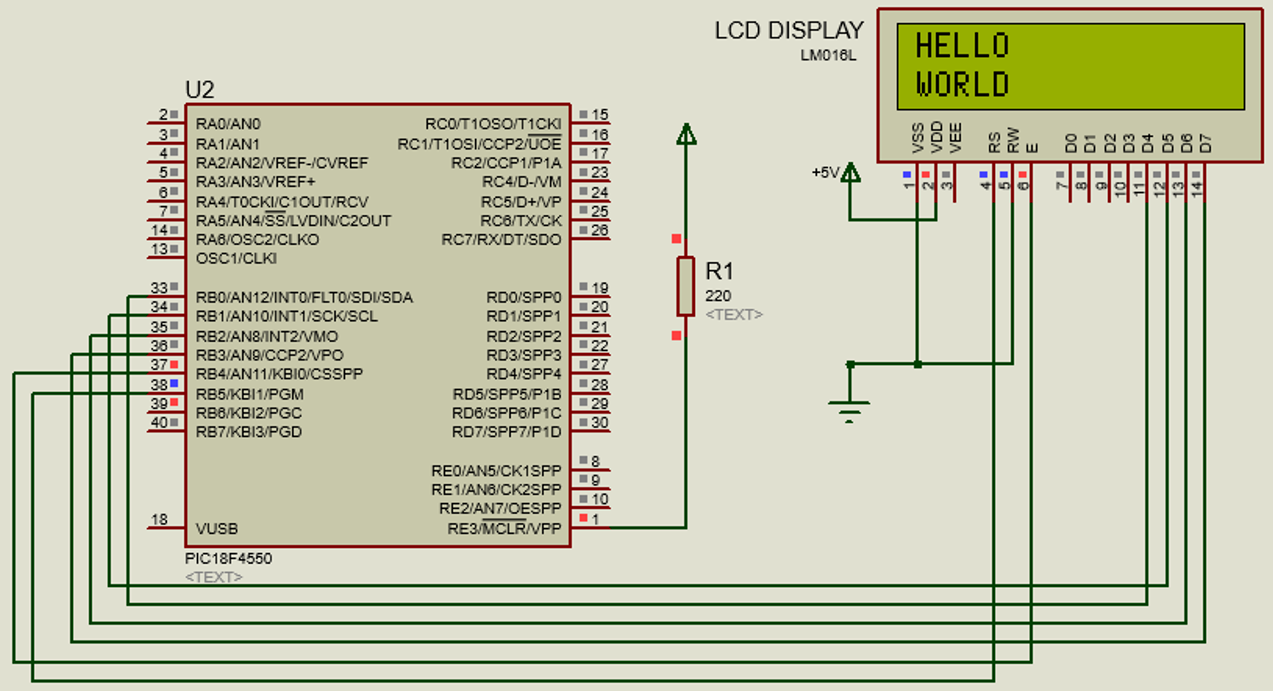 LCD DISPLAY
LM016L
HELLO
WORLD
VSS
VDD
VEE
RS
RW
E
D0
D1
D2
D3
D4
D5
D6
D7
1
2
3
4
5
6
7
8
9
10
11
12
13
14
+5V
U2
2 RA0/AN0
3 RA1/AN1
4 RA2/AN2/VREF-/CVREF
5 RA3/AN3/VREF+
6 RA4/T0CKI/C1OUT/RCV
7 RA5/AN4/SS/LVDIN/C2OUT
14 RA6/OSC2/CLKO
13 OSC1/CLKI
33 RB0/AN12/INT0/FLT0/SDI/SDA
34 RB1/AN10/INT1/SCK/SCL
35 RB2/AN8/INT2/VMO
36 RB3/AN9/CCP2/VPO
37 RB4/AN11/KBI0/CSSPP
38 RB5/KBI1/PGM
39 RB6/KBI2/PGC
40 RB7/KBI3/PGD
18 VUSB
RC0/T1OSO/T1CKI 15
RC1/T1OSI/CCP2/UOE 16
RC2/CCP1/P1A 17
RC4/D-/VM 23
RC5/D+/VP 24
RC6/TX/CK 25
RC7/RX/DT/SDO 26
RD0/SPP0 19
RD1/SPP1 20
RD2/SPP2 21
RD3/SPP3 22
RD4/SPP4 27
RD5/SPP5/P1B 28
RD6/SPP6/P1C 29
RD7/SPP7/P1D 30
RE0/AN5/CK1SPP 8
RE1/AN6/CK2SPP 9
RE2/AN7/OESPP 10
RE3/MCLR/VPP 1
PIC18F4550
<TEXT>
R1
220
<TEXT>